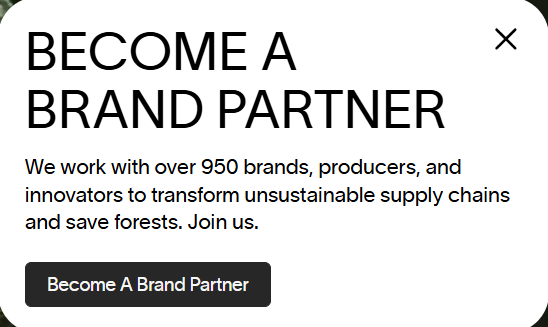 BECOME A
BRAND PARTNER
We work with over 950 brands, producers, and
innovators to transform unsustainable supply chains
and save forests. Join us.
Become A Brand Partner